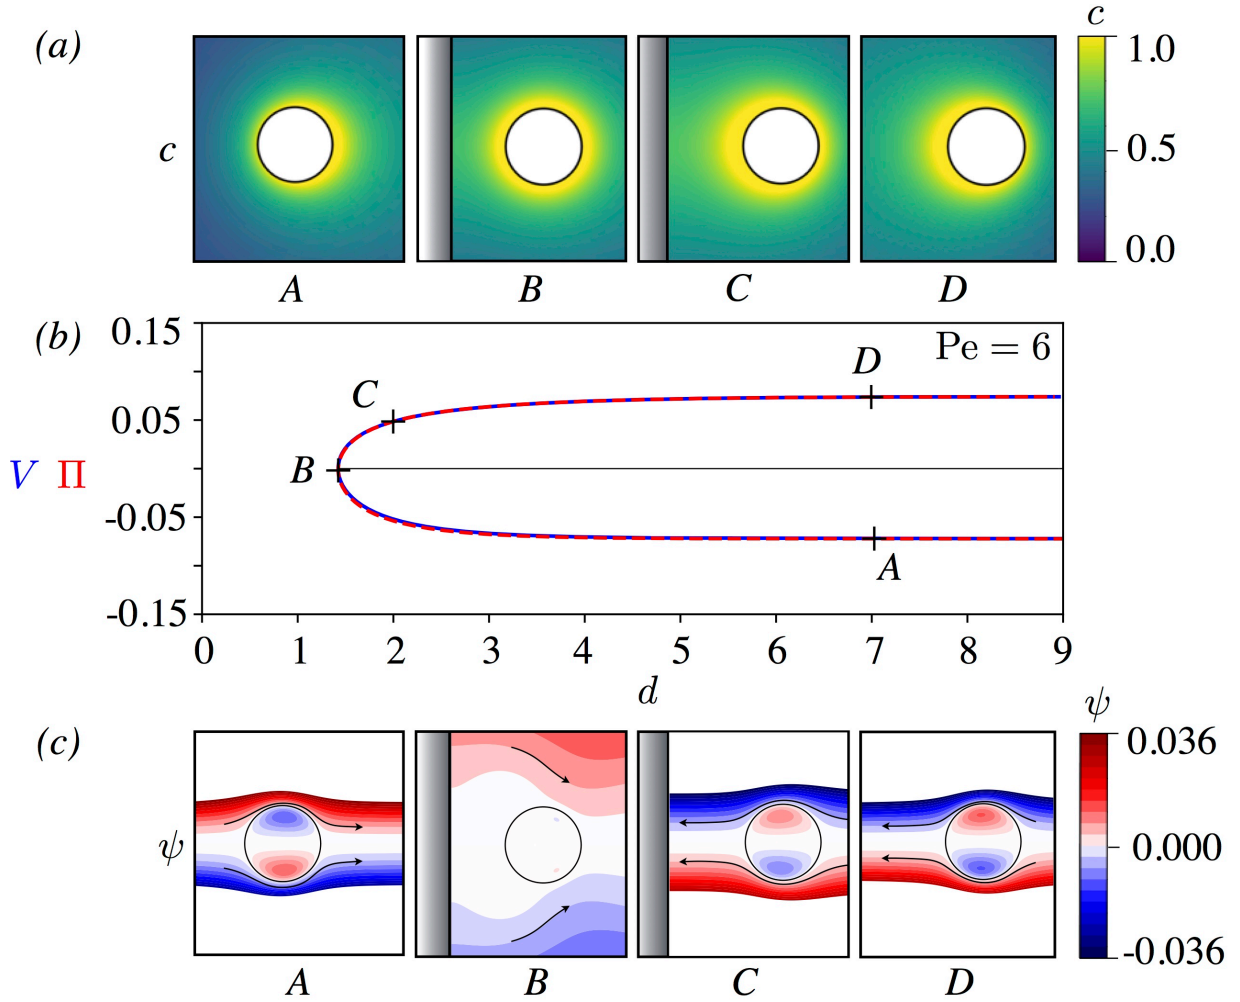 (a)
c
c
1.0
0.5
0.0
A B C D
(b)
0.15
0.05
-0.05
-0.15
V Π
Pe = 6
C
D
B
A
0 1 2 3 4 5 6 7 8 9
d
(c)
ψ
ψ
0.036
0.000
-0.036
A B C D